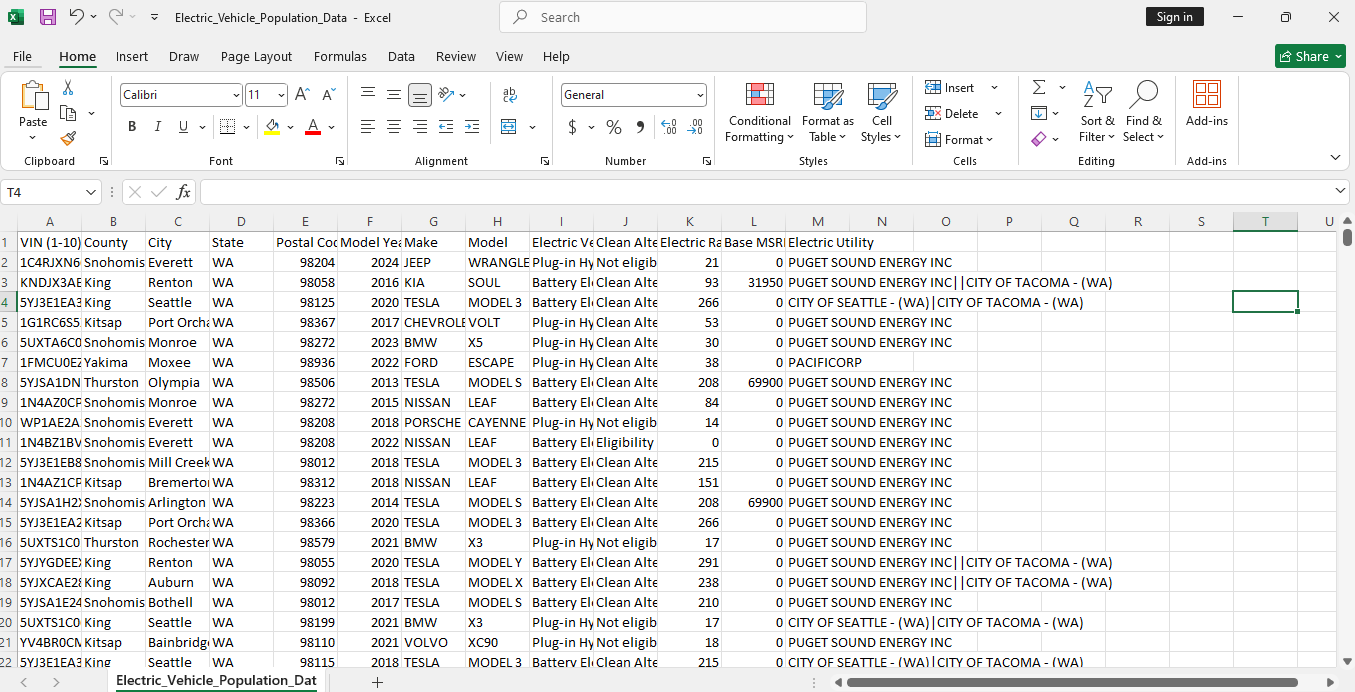 Electric_Vehicle_Population_Data - Excel
Search
Sign in
File Home Insert Draw Page Layout Formulas Data Review View Help Share
Paste
Clipboard
Calibri 11
B I U
Font
ab
Alignment
General
$ % 9
Number
Conditional Formatting
Format as Table
Cell Styles
Styles
Insert
Delete
Format
Cells
Sort & Filter
Find & Select
Editing
Add-ins
Add-ins
T4 fx
A B C D E F G H I J K L M N O P Q R S T U
1 VIN (1-10) County City State Postal Coc Model Yea Make Model Electric Ve Clean Alte Electric Ra Base MSRI Electric Utility
2 1C4RJXN6 Snohomis Everett WA 98204 2024 JEEP WRANGLE Plug-in Hy Not eligib 21 0 PUGET SOUND ENERGY INC
3 KNDJX3AE King Renton WA 98058 2016 KIA SOUL Battery El Clean Alte 93 31950 PUGET SOUND ENERGY INC||CITY OF TACOMA - (WA)
4 5YJ3E1EA3 King Seattle WA 98125 2020 TESLA MODEL 3 Battery El Clean Alte 266 0 CITY OF SEATTLE - (WA)|CITY OF TACOMA - (WA)
5 1G1RC6S5 Kitsap Port Orcha WA 98367 2017 CHEVROLE VOLT Plug-in Hy Clean Alte 53 0 PUGET SOUND ENERGY INC
6 5UXTA6C0 Snohomis Monroe WA 98272 2023 BMW X5 Plug-in Hy Clean Alte 30 0 PUGET SOUND ENERGY INC
7 1FMCU0EZ Yakima Moxee WA 98936 2022 FORD ESCAPE Plug-in Hy Clean Alte 38 0 PACIFICORP
8 5YJSA1DN Thurston Olympia WA 98506 2013 TESLA MODEL S Battery El Clean Alte 208 69900 PUGET SOUND ENERGY INC
9 1N4AZ0CP Snohomis Monroe WA 98272 2015 NISSAN LEAF Battery El Clean Alte 84 0 PUGET SOUND ENERGY INC
10 WP1AE2A Snohomis Everett WA 98208 2018 PORSCHE CAYENNE Plug-in Hy Not eligib 14 0 PUGET SOUND ENERGY INC
11 1N4BZ1BV Snohomis Everett WA 98208 2022 NISSAN LEAF Battery El Eligibility 0 0 PUGET SOUND ENERGY INC
12 5YJ3E1EB8 Snohomis Mill Creek WA 98012 2018 TESLA MODEL 3 Battery El Clean Alte 215 0 PUGET SOUND ENERGY INC
13 1N4AZ1CP Kitsap Bremerto WA 98312 2018 NISSAN LEAF Battery El Clean Alte 151 0 PUGET SOUND ENERGY INC
14 5YJSA1H2 Snohomis Arlington WA 98223 2014 TESLA MODEL S Battery El Clean Alte 208 69900 PUGET SOUND ENERGY INC
15 5YJ3E1EA2 Kitsap Port Orcha WA 98366 2020 TESLA MODEL 3 Battery El Clean Alte 266 0 PUGET SOUND ENERGY INC
16 5UXTS1C0 Thurston Rochester WA 98579 2021 BMW X3 Plug-in Hy Not eligib 17 0 PUGET SOUND ENERGY INC
17 5YJYGDEE King Renton WA 98055 2020 TESLA MODEL Y Battery El Clean Alte 291 0 PUGET SOUND ENERGY INC||CITY OF TACOMA - (WA)
18 5YJXCAE2 King Auburn WA 98092 2018 TESLA MODEL X Battery El Clean Alte 238 0 PUGET SOUND ENERGY INC||CITY OF TACOMA - (WA)
19 5YJSA1E24 Snohomis Bothell WA 98012 2017 TESLA MODEL S Battery El Clean Alte 210 0 PUGET SOUND ENERGY INC
20 5UXTS1C0 King Seattle WA 98199 2021 BMW X3 Plug-in Hy Not eligib 17 0 CITY OF SEATTLE - (WA)|CITY OF TACOMA - (WA)
21 YV4BR0CM Kitsap Bainbridge WA 98110 2021 VOLVO XC90 Plug-in Hy Not eligib 18 0 PUGET SOUND ENERGY INC
22 5YJ3E1EA3 King Seattle WA 98115 2018 TESLA MODEL 3 Battery El Clean Alte 215 0 CITY OF SEATTLE - (WA)|CITY OF TACOMA - (WA)
Electric_Vehicle_Population_Dat